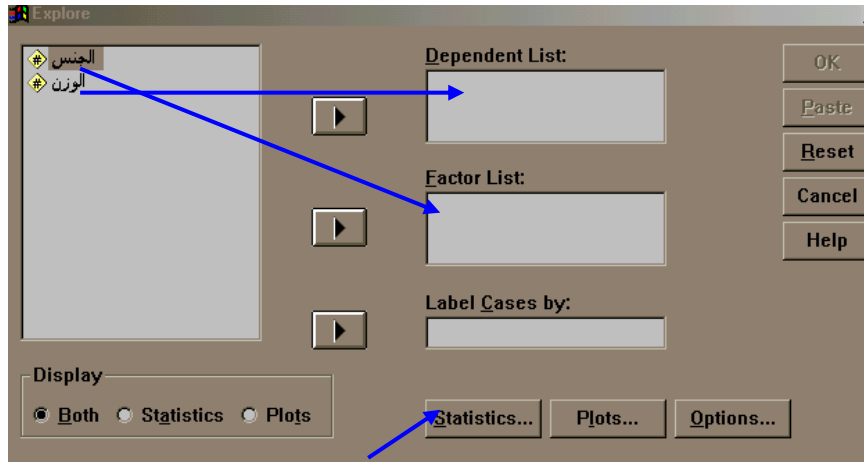 Explore
الجنس
الوزن
Dependent List:
Factor List:
Label Cases by:
Display
Both Statistics Plots
Statistics... Plots... Options...
OK
Paste
Reset
Cancel
Help